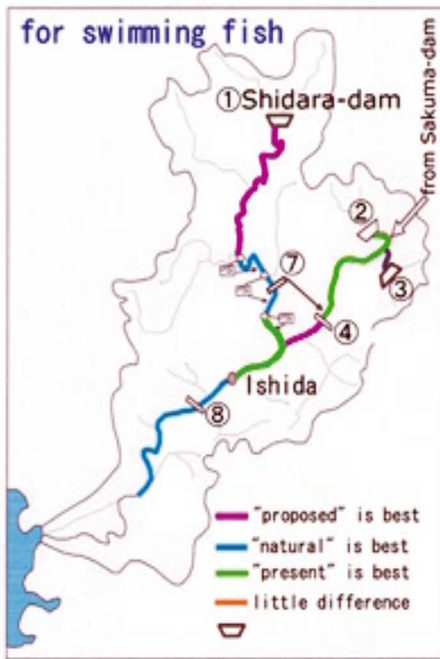 for swimming fish
①Shidara-dam
from Sakuma-dam
②
③
⑦
④
Ishida
⑧
"proposed" is best
"natural" is best
"present" is best
little difference